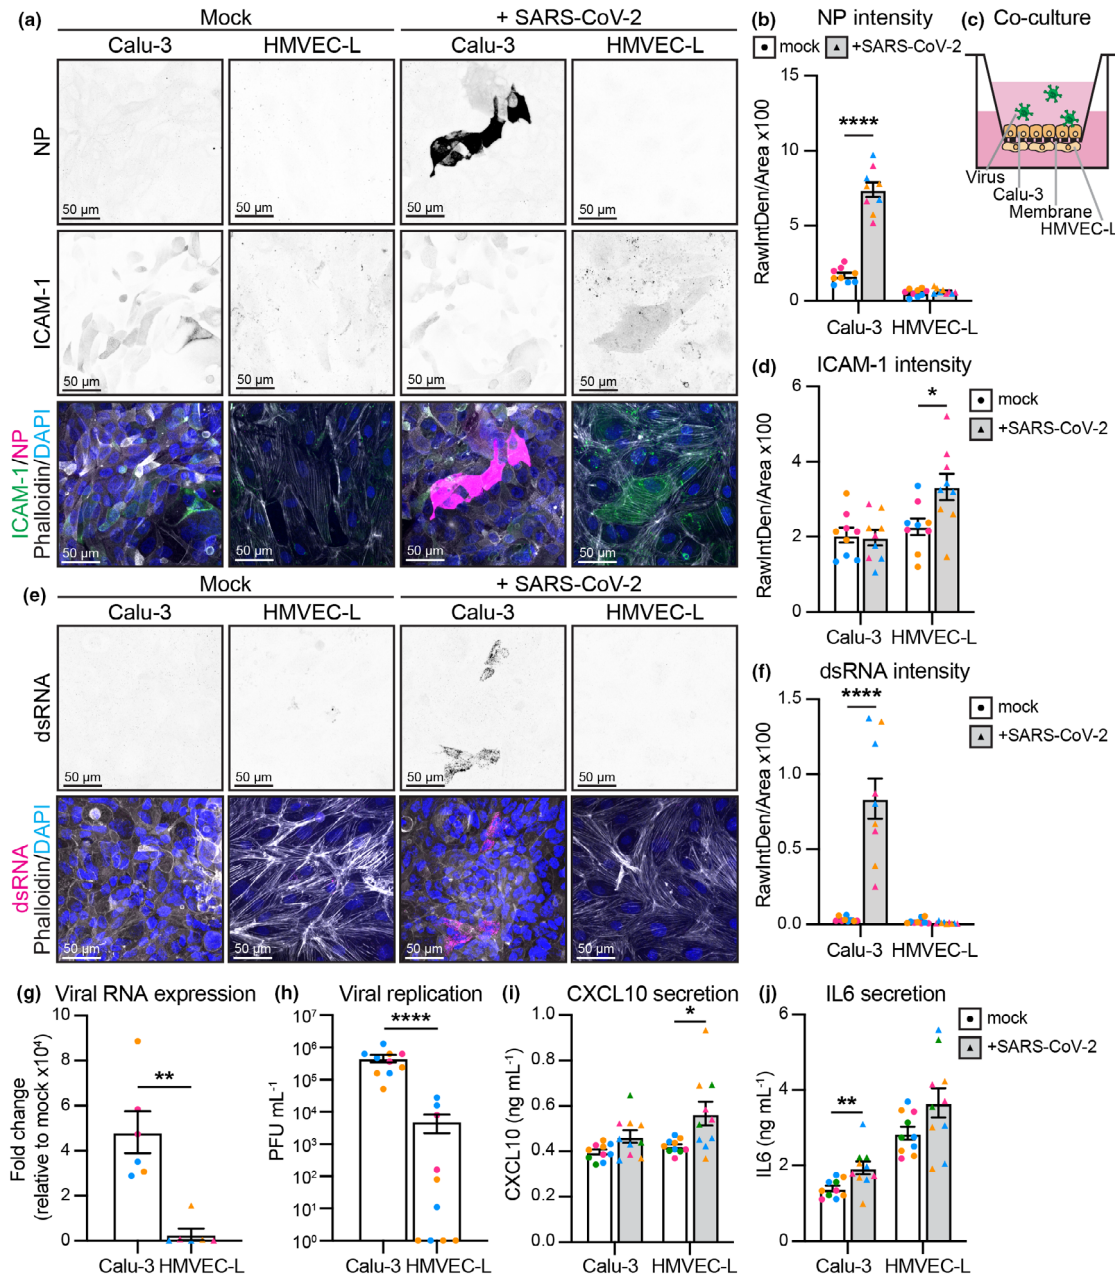 (a)
Mock
+ SARS-CoV-2
Calu-3
HMVEC-L
Calu-3
HMVEC-L
NP
50 µm
50 µm
50 µm
50 µm
ICAM-1
50 µm
50 µm
50 µm
50 µm
ICAM-1/NP
Phalloidin/DAPI
50 µm
50 µm
50 µm
50 µm
(b)
NP intensity
mock
+SARS-CoV-2
RawIntDen/Area x100
15
10
5
0
****
Calu-3
HMVEC-L
(c)
Co-culture
Virus
Calu-3
Membrane
HMVEC-L
(d)
ICAM-1 intensity
RawIntDen/Area x100
6
4
2
0
*
mock
+SARS-CoV-2
Calu-3
HMVEC-L
(e)
Mock
+ SARS-CoV-2
Calu-3
HMVEC-L
Calu-3
HMVEC-L
dsRNA
50 µm
50 µm
50 µm
50 µm
dsRNA
Phalloidin/DAPI
50 µm
50 µm
50 µm
50 µm
(f)
dsRNA intensity
RawIntDen/Area x100
1.5
1.0
0.5
0.0
****
mock
+SARS-CoV-2
Calu-3
HMVEC-L
(g)
Viral RNA expression
Fold change
(relative to mock x10⁴)
10
8
6
4
2
0
**
Calu-3 HMVEC-L
(h)
Viral replication
PFU mL⁻¹
10⁷
10⁶
10⁵
10⁴
10³
10²
10¹
10⁰
****
Calu-3 HMVEC-L
(i)
CXCL10 secretion
CXCL10 (ng mL⁻¹)
1.0
0.8
0.6
0.4
0.2
0.0
*
Calu-3
HMVEC-L
(j)
IL6 secretion
IL6 (ng mL⁻¹)
6
4
2
0
**
mock
+SARS-CoV-2
Calu-3
HMVEC-L